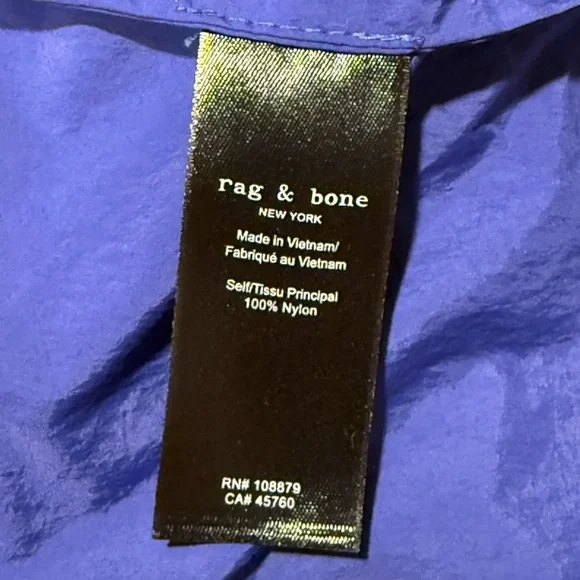 rag & bone
NEW YORK
Made in Vietnam/
Fabriqué au Vietnam
Self/Tissu Principal
100% Nylon
RN# 108879
CA# 45760